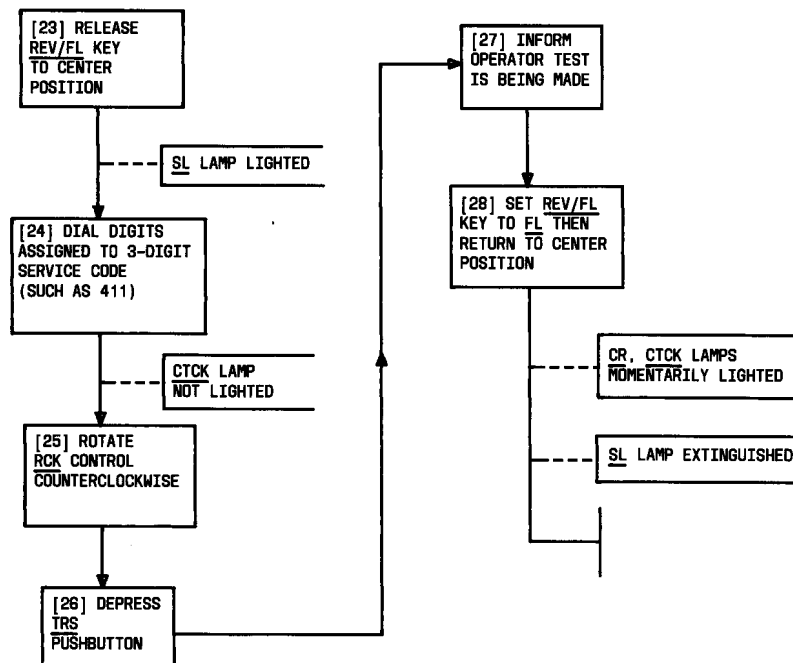 [23] RELEASE
REV/FL KEY
TO CENTER
POSITION
SL LAMP LIGHTED
[24] DIAL DIGITS
ASSIGNED TO 3-DIGIT
SERVICE CODE
(SUCH AS 411)
CTCK LAMP
NOT LIGHTED
[25] ROTATE
RCK CONTROL
COUNTERCLOCKWISE
[26] DEPRESS
TRS
PUSHBUTTON
[27] INFORM
OPERATOR TEST
IS BEING MADE
[28] SET REV/FL
KEY TO FL THEN
RETURN TO CENTER
POSITION
CR, CTCK LAMPS
MOMENTARILY LIGHTED
SL LAMP EXTINGUISHED